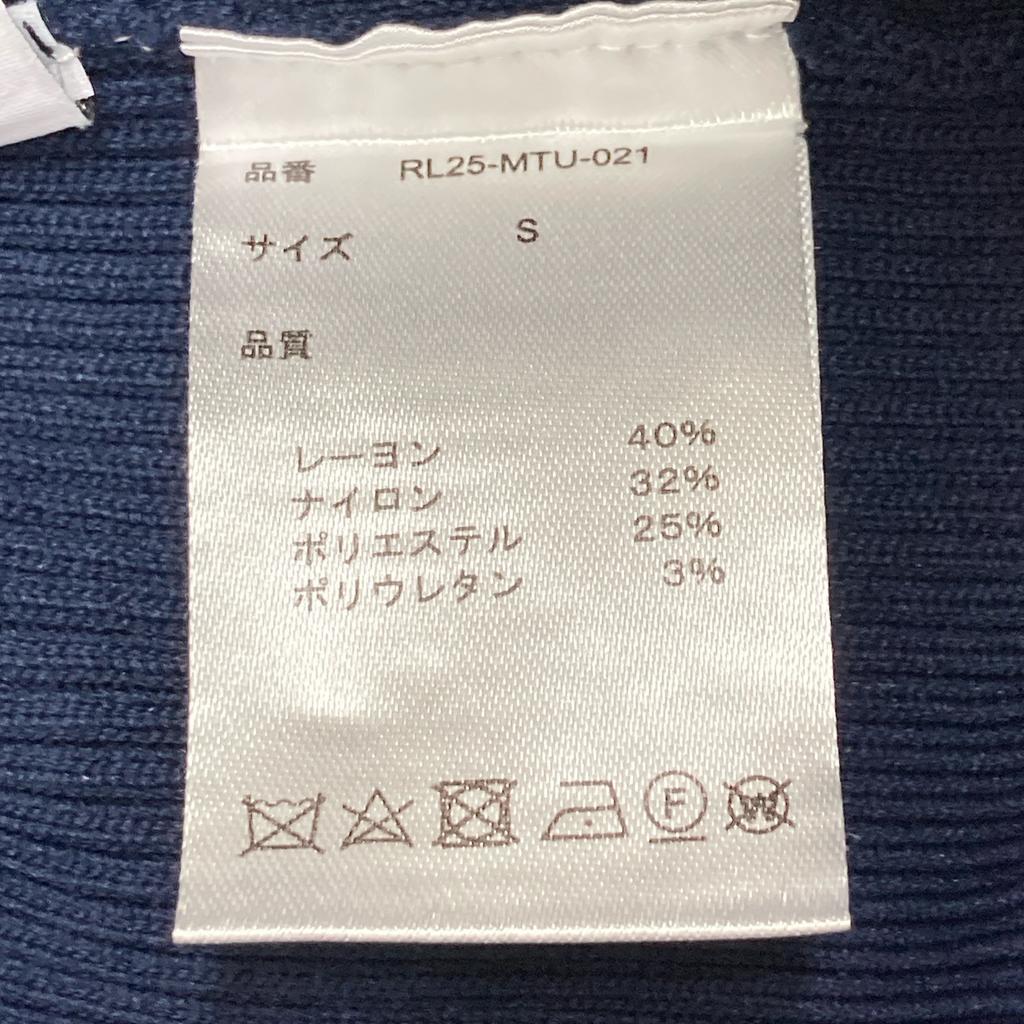 品番 RL25-MTU-021
サイズ S
品質
レーヨン 40%
ナイロン 32%
ポリエステル 25%
ポリウレタン 3%
F W